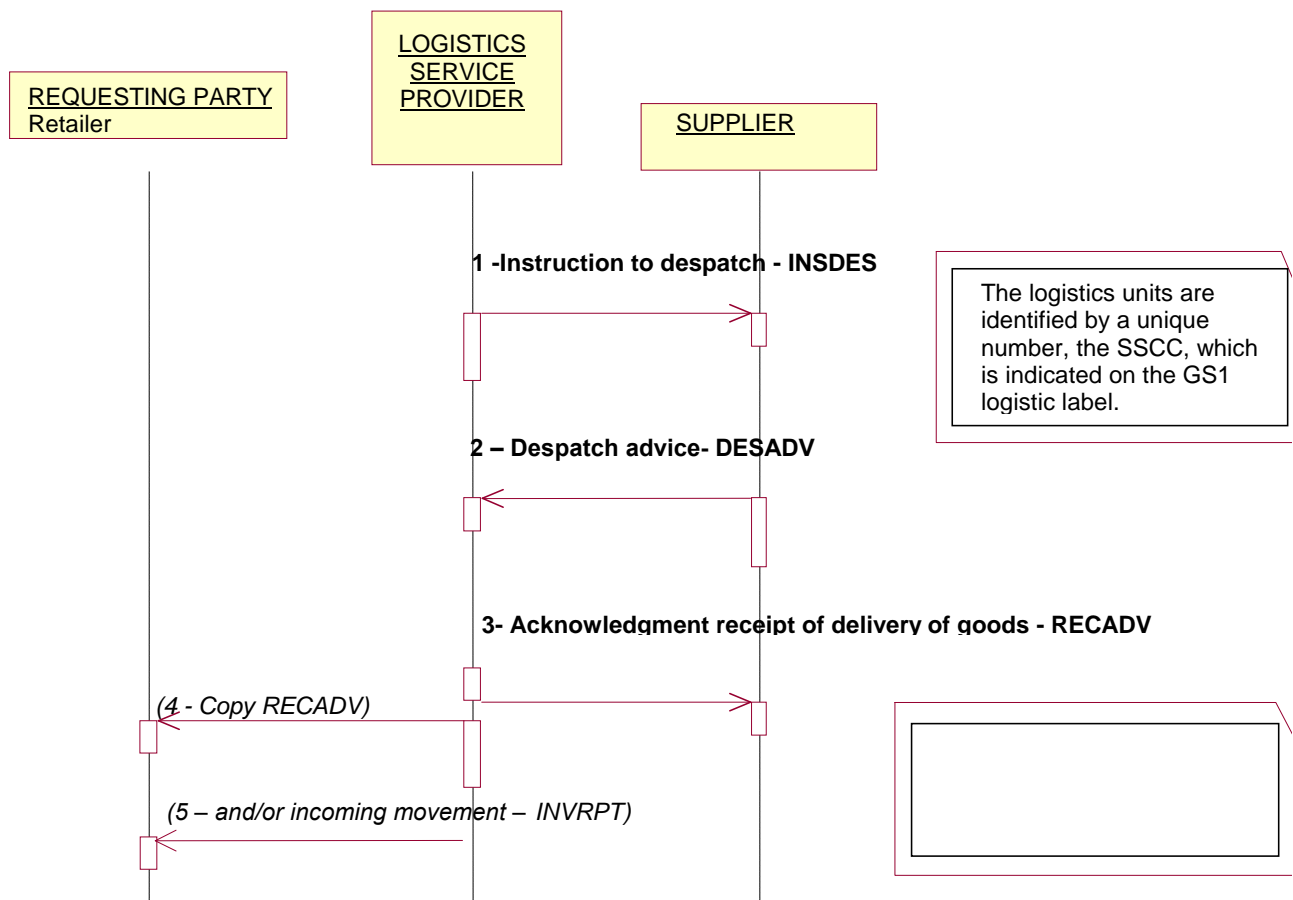 LOGISTICS
SERVICE
PROVIDER
REQUESTING PARTY
Retailer
SUPPLIER
1 -Instruction to despatch - INSDES
The logistics units are
identified by a unique
number, the SSCC, which
is indicated on the GS1
logistic label.
2 – Despatch advice- DESADV
3- Acknowledgment receipt of delivery of goods - RECADV
(4 - Copy RECADV)
(5 – and/or incoming movement – INVRPT)